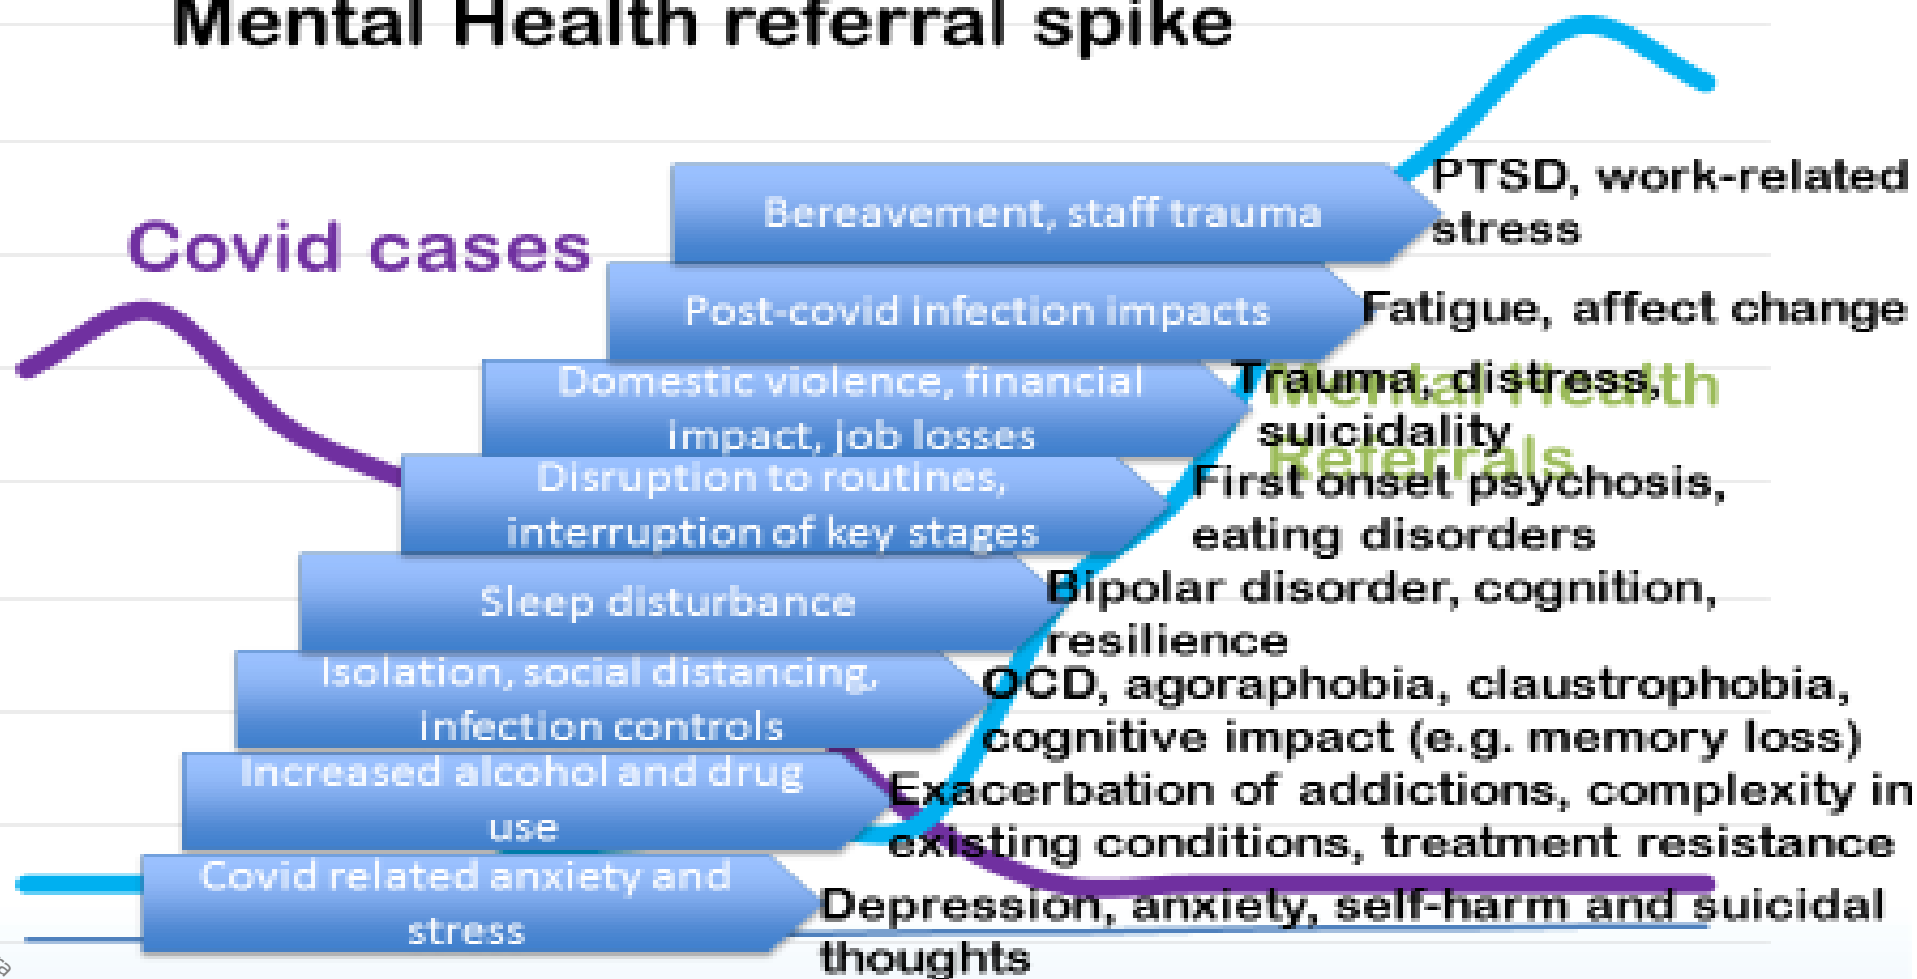 Mental Health referral spike
Bereavement, staff trauma
PTSD, work-related
stress
Covid cases
Post-covid infection impacts
Fatigue, affect change
Domestic violence, financial
impact, job losses
Trauma, distress,
suicidality
Mental Health
Referrals
Disruption to routines,
interruption of key stages
First onset psychosis,
eating disorders
Sleep disturbance
Bipolar disorder, cognition,
resilience
Isolation, social distancing,
infection controls
OCD, agoraphobia, claustrophobia,
cognitive impact (e.g. memory loss)
Increased alcohol and drug
use
Exacerbation of addictions, complexity in
existing conditions, treatment resistance
Covid related anxiety and
stress
Depression, anxiety, self-harm and suicidal
thoughts